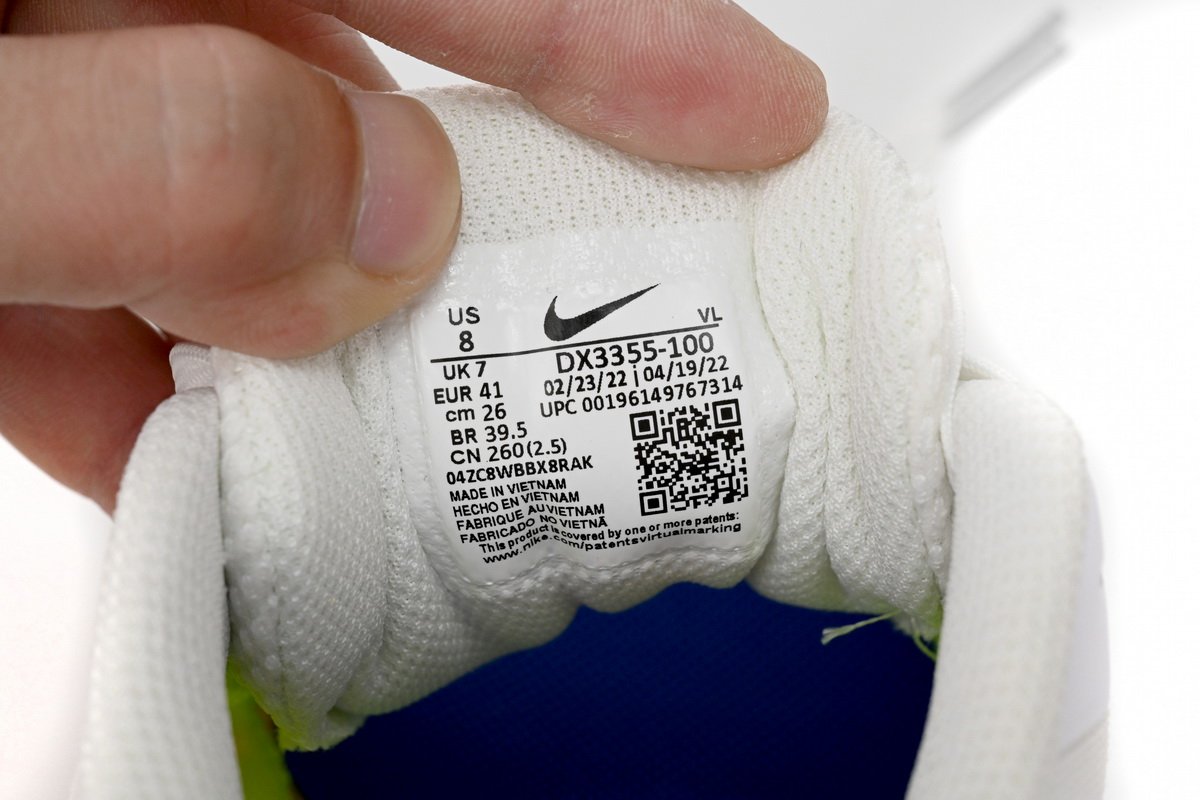 US
8
VL
UK 7
DX3355-100
EUR 41
02/23/22 | 04/19/22
cm 26
UPC 00196149767314
BR 39.5
CN 260(2.5)
04ZC8WBBX8RAK
MADE IN VIETNAM
HECHO EN VIETNAM
FABRIQUE AU VIETNAM
FABRICADO NO VIETNÃ
This product is covered by one or more patents:
www.nike.com/patentsvirtualmarking